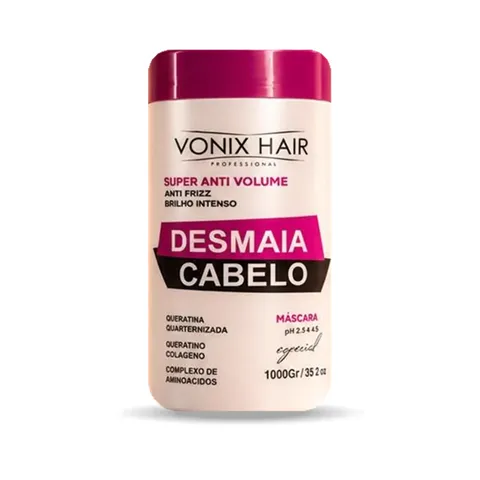 VONIX HAIR
PROFESSIONAL
SUPER ANTI VOLUME
ANTI FRIZZ
BRILHO INTENSO
DESMAIA
CABELO
QUERATINA
QUARTERNIZADA
QUERATINO
COLAGENO
COMPLEXO DE
AMINOACIDOS
MÁSCARA
pH 2.5 4 4.5
especial
1000Gr / 35 2 oz